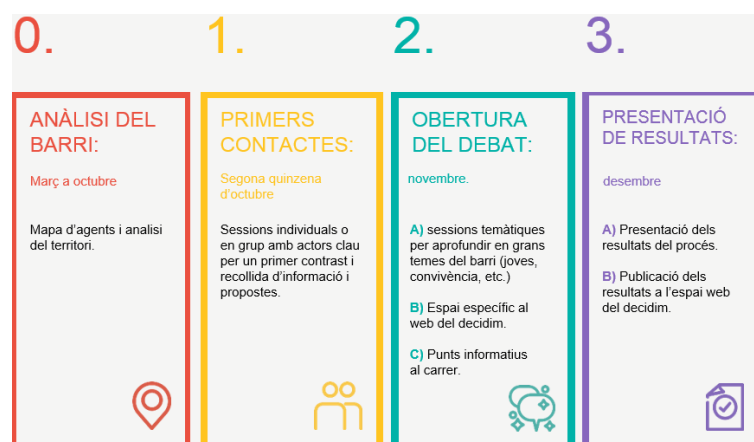 0.
ANÀLISI DEL
BARRI:
Març a octubre
Mapa d'agents i analisi
del territori.
1.
PRIMERS
CONTACTES:
Segona quinzena
d'octubre
Sessions individuals o
en grup amb actors clau
per un primer contrast i
recollida d'informació i
propostes.
2.
OBERTURA
DEL DEBAT:
novembre.
A) sessions temàtiques
per aprofundir en grans
temes del barri (joves,
convivència, etc.)
B) Espai específic al
web del decidim.
C) Punts informatius
al carrer.
3.
PRESENTACIÓ
DE RESULTATS:
desembre
A) Presentació dels
resultats del procés.
B) Publicació dels
resultats a l'espai web
del decidim.